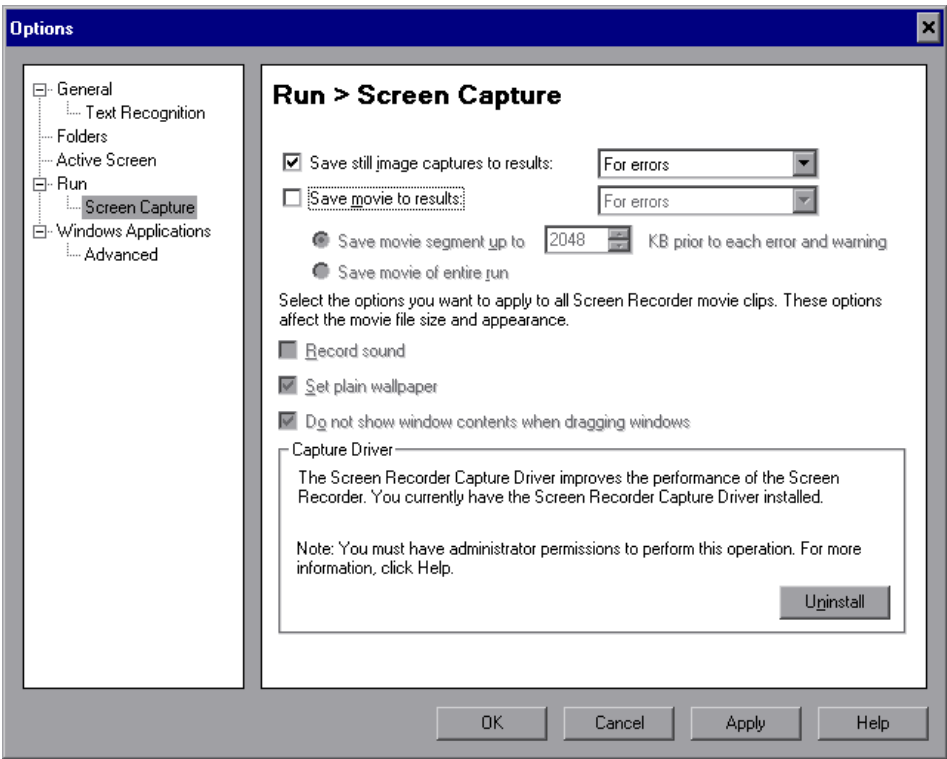 Options
General
Text Recognition
Folders
Active Screen
Run
Screen Capture
Windows Applications
Advanced
Run > Screen Capture
Save still image captures to results: For errors
Save movie to results: For errors
Save movie segment up to 2048 KB prior to each error and warning
Save movie of entire run
Select the options you want to apply to all Screen Recorder movie clips. These options
affect the movie file size and appearance.
Record sound
Set plain wallpaper
Do not show window contents when dragging windows
Capture Driver
The Screen Recorder Capture Driver improves the performance of the Screen
Recorder. You currently have the Screen Recorder Capture Driver installed.
Note: You must have administrator permissions to perform this operation. For more
information, click Help.
Uninstall
OK Cancel Apply Help